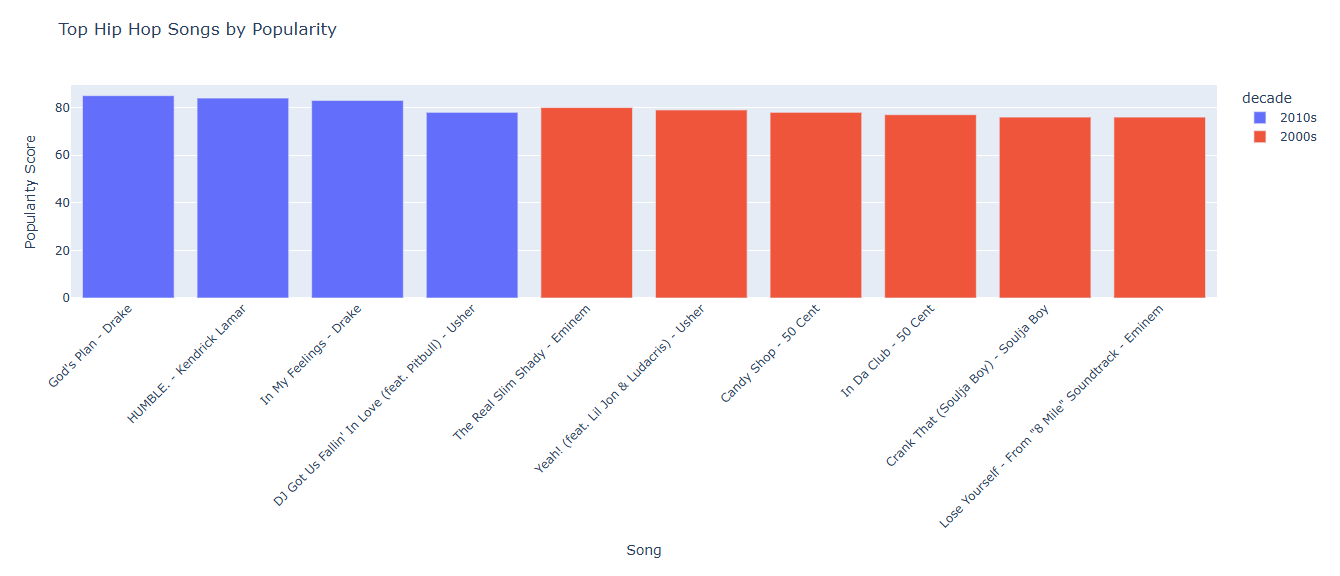 Top Hip Hop Songs by Popularity
decade
2010s
2000s
Popularity Score
80
60
40
20
0
God's Plan - Drake
HUMBLE. - Kendrick Lamar
In My Feelings - Drake
DJ Got Us Fallin' In Love (feat. Pitbull) - Usher
The Real Slim Shady - Eminem
Yeah! (feat. Lil Jon & Ludacris) - Usher
Candy Shop - 50 Cent
In Da Club - 50 Cent
Crank That (Soulja Boy) - Soulja Boy
Lose Yourself - From "8 Mile" Soundtrack - Eminem
Song